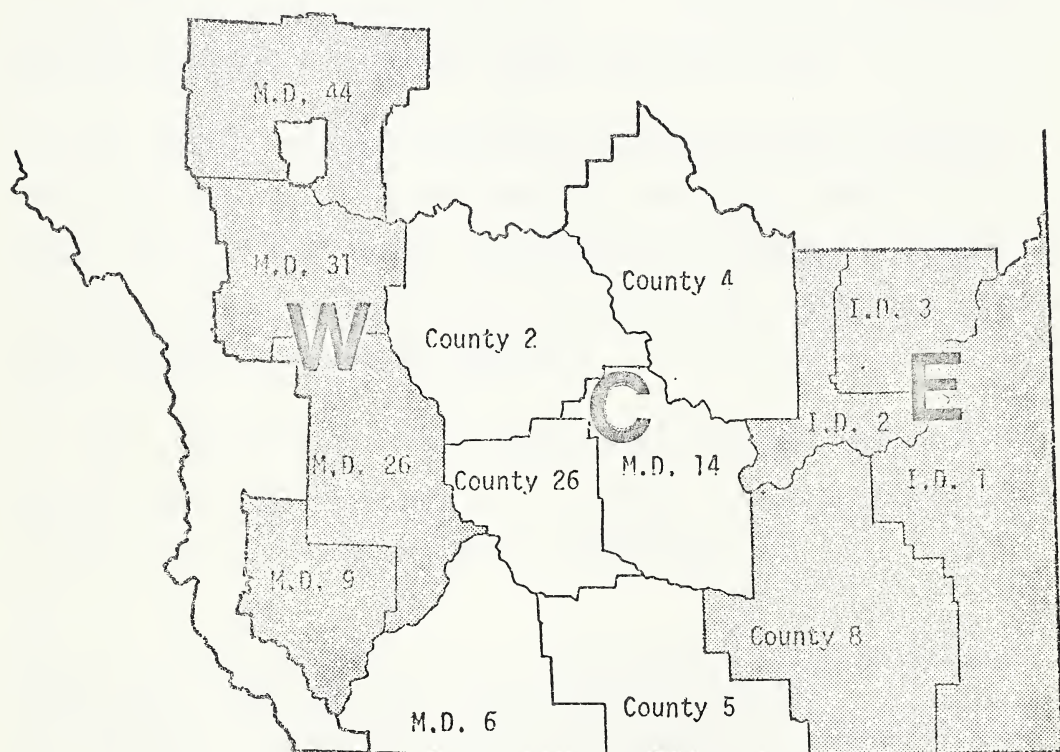 M.D. 44
M.D. 31
W
County 2
County 4
I.D. 3
E
C
I.D. 2
M.D. 26
County 26
M.D. 14
I.D. 1
M.D. 9
County 8
M.D. 6
County 5